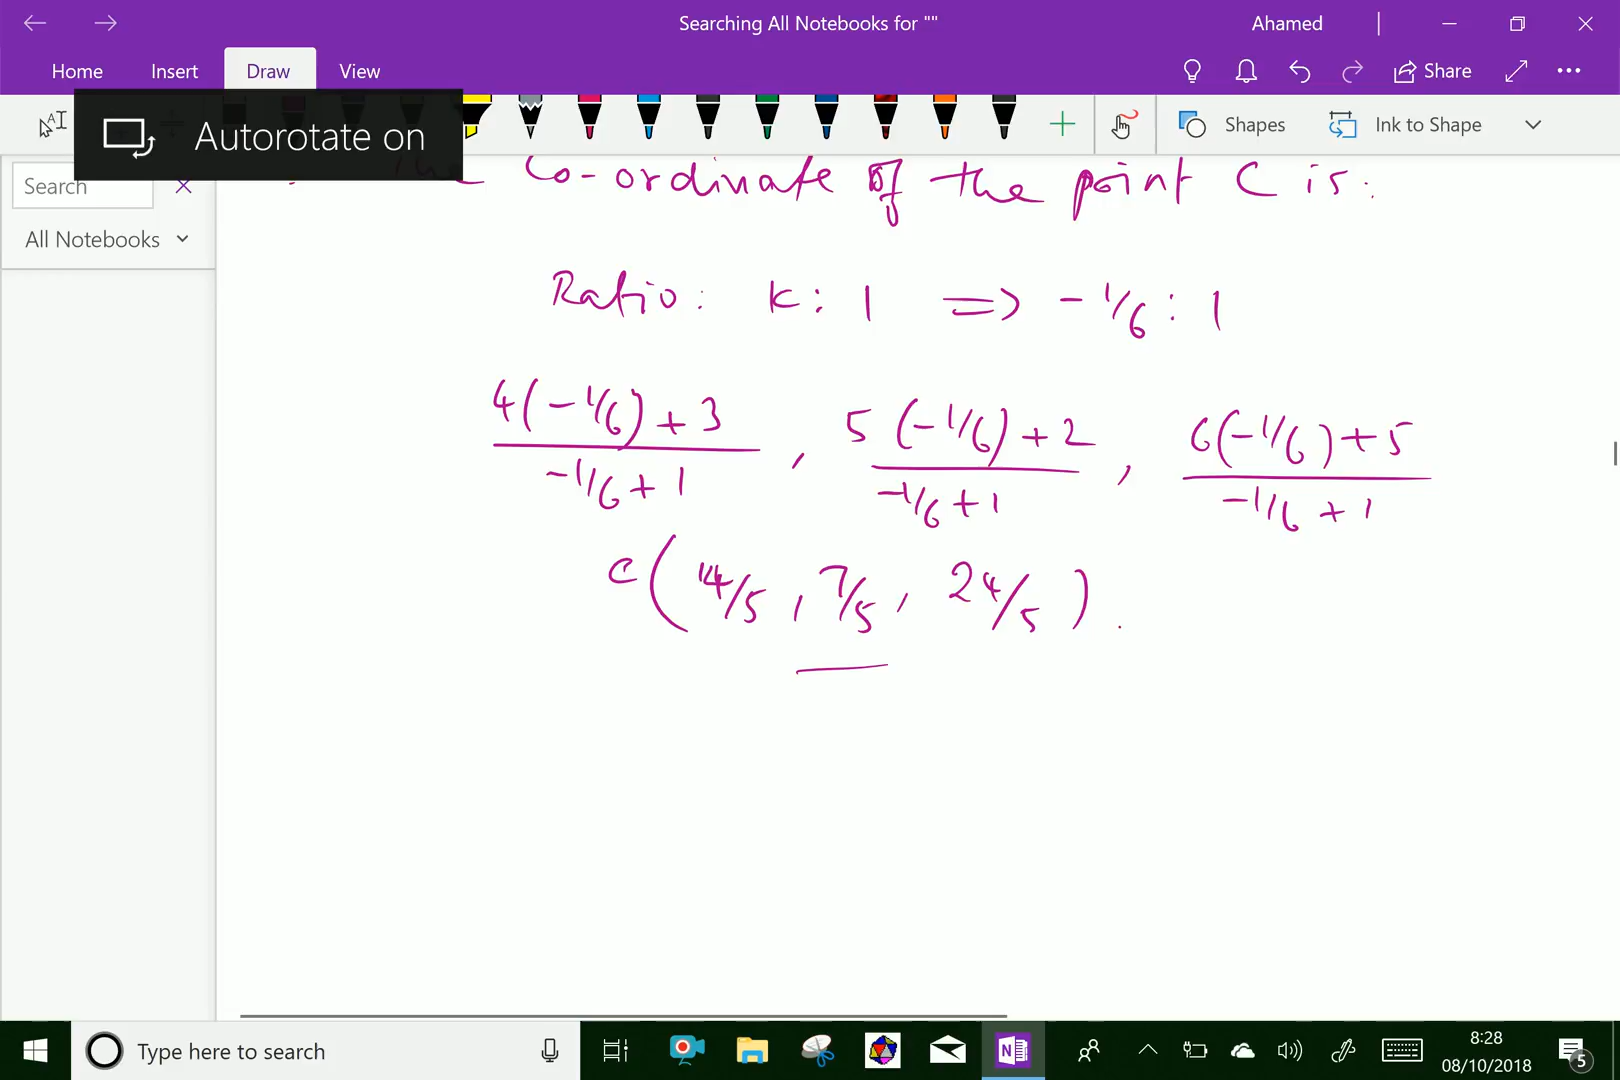 Searching All Notebooks for ""
Ahamed
Home Insert Draw View
Share
Autorotate on
Shapes
Ink to Shape
Search
All Notebooks
Co-ordinate of the point C is:
Ratio: K: 1 => -1/6 : 1
4(-1/6)+3 / -1/6+1 , 5(-1/6)+2 / -1/6+1 , 6(-1/6)+5 / -1/6+1
C(14/5, 7/5, 24/5).
Type here to search
8:28
08/10/2018
5